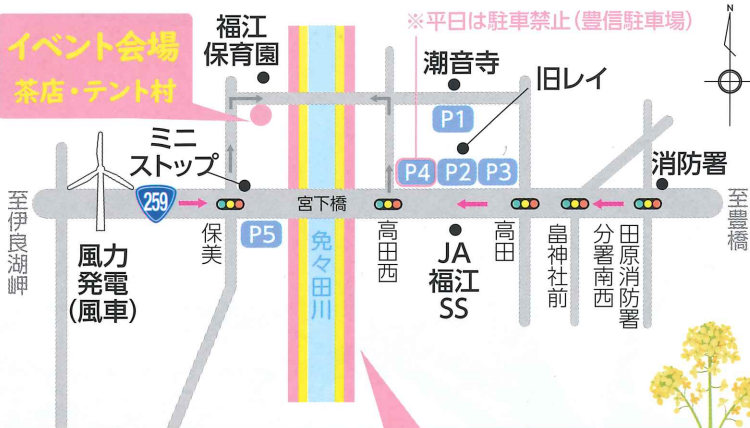 ※平日は駐車禁止(豊信駐車場)
N
イベント会場
茶店・テント村
福江
保育園
潮音寺
旧レイ
P1
ミニ
ストップ
P4
P2
P3
消防署
至伊良湖岬
259
宮下橋
至豊橋
保美
P5
免々田川
高田西
JA
福江
SS
高田
畠神社前
田原消防署
分署南西
風力
発電
(風車)